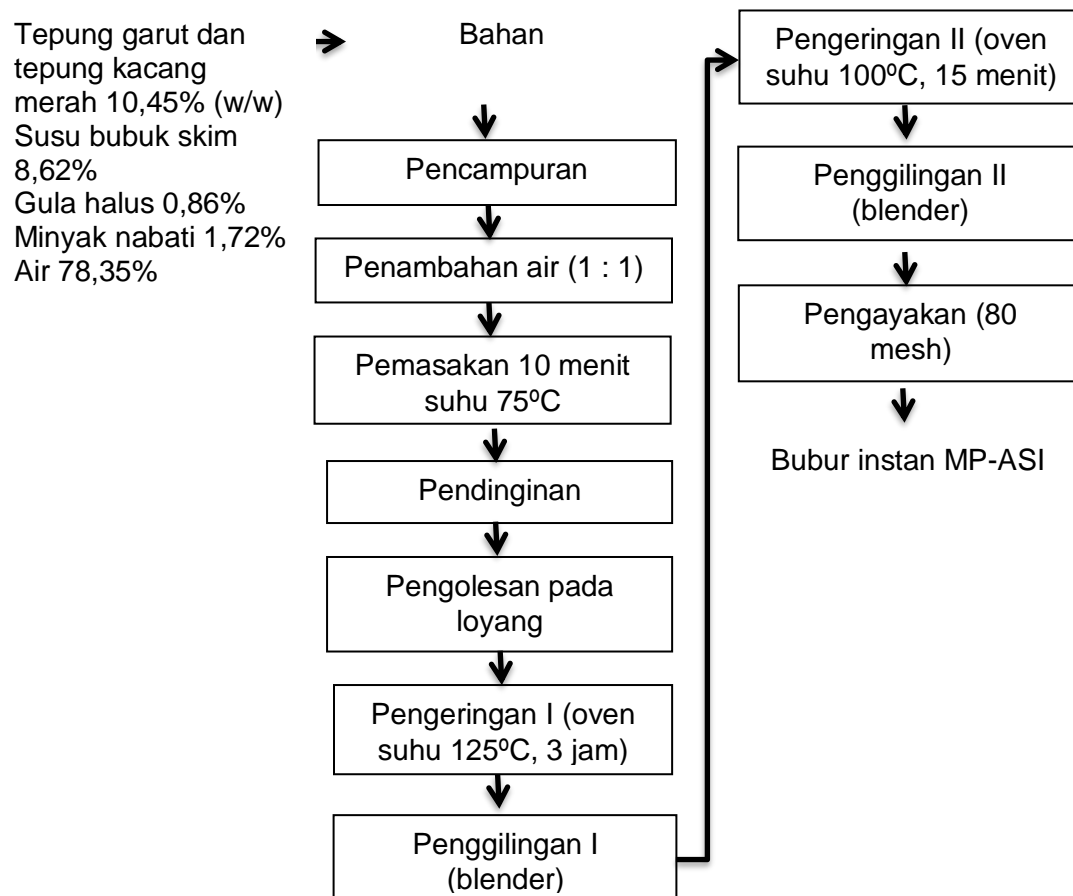 Tepung garut dan
tepung kacang
merah 10,45% (w/w)
Susu bubuk skim
8,62%
Gula halus 0,86%
Minyak nabati 1,72%
Air 78,35%
Bahan
Pencampuran
Penambahan air (1 : 1)
Pemasakan 10 menit
suhu 75ºC
Pendinginan
Pengolesan pada
loyang
Pengeringan I (oven
suhu 125ºC, 3 jam)
Penggilingan I
(blender)
Pengeringan II (oven
suhu 100ºC, 15 menit)
Penggilingan II
(blender)
Pengayakan (80
mesh)
Bubur instan MP-ASI